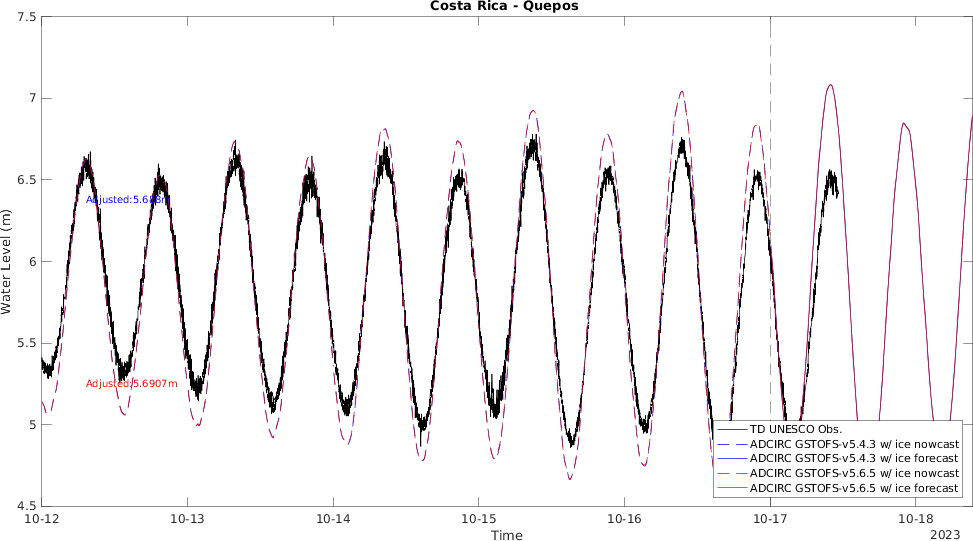 Costa Rica - Quepos
7.5
7
6.5
6
5.5
5
4.5
Water Level (m)
Adjusted:5.688m
Adjusted:5.6907m
TD UNESCO Obs.
ADCIRC GSTOFS-v5.4.3 w/ ice nowcast
ADCIRC GSTOFS-v5.4.3 w/ ice forecast
ADCIRC GSTOFS-v5.6.5 w/ ice nowcast
ADCIRC GSTOFS-v5.6.5 w/ ice forecast
10-12 10-13 10-14 10-15 10-16 10-17 10-18
Time
2023